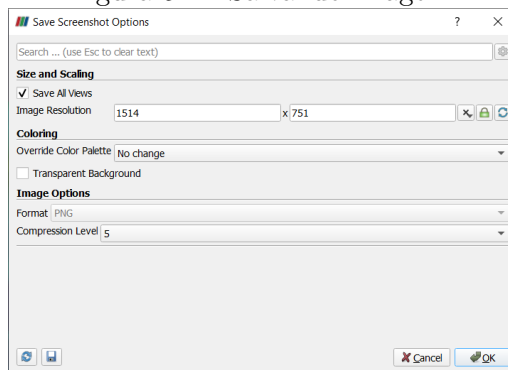 Save Screenshot Options ? ×
Search ... (use Esc to clear text)
Size and Scaling
Save All Views
Image Resolution 1514 x 751
Coloring
Override Color Palette No change
Transparent Background
Image Options
Format PNG
Compression Level 5
Cancel OK